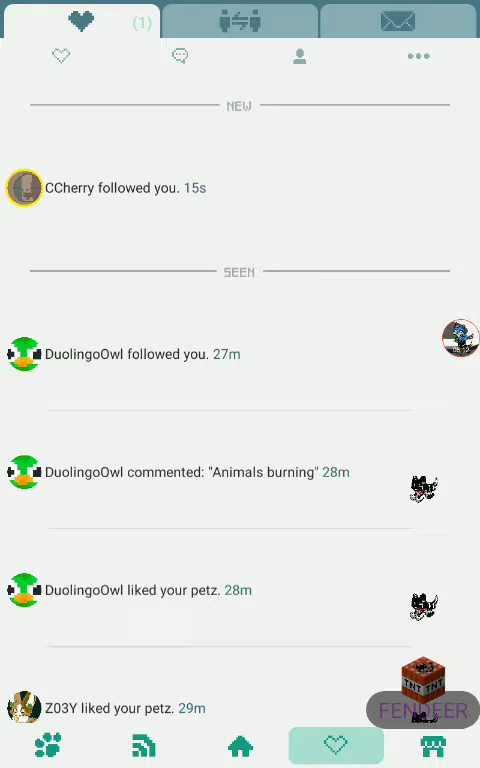 (1)
NEW
CCherry followed you. 15s
SEEN
DuolingoOwl followed you. 27m
DuolingoOwl commented: "Animals burning" 28m
DuolingoOwl liked your petz. 28m
TNT TNT
Z03Y liked your petz. 29m
FENDEER